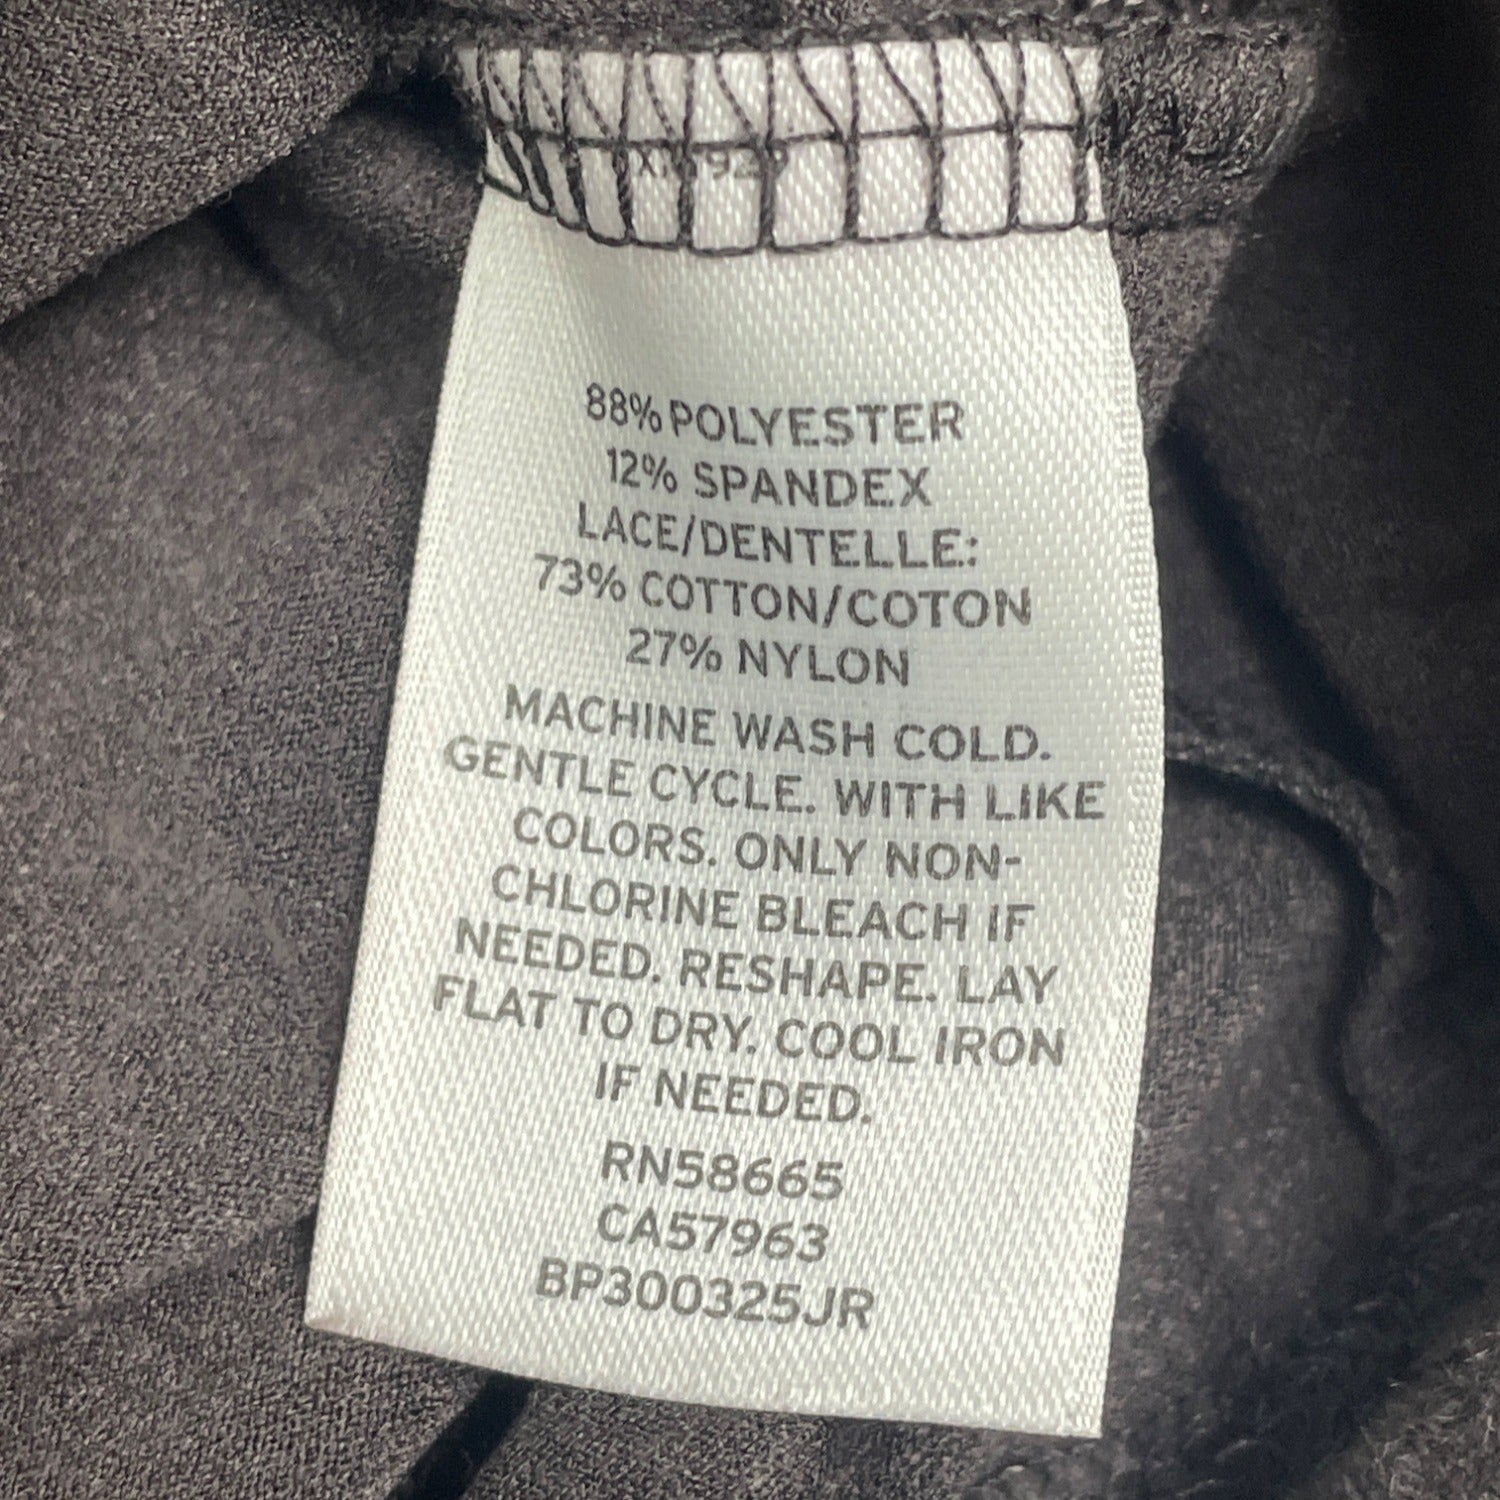 88% POLYESTER
12% SPANDEX
LACE/DENTELLE:
73% COTTON/COTON
27% NYLON
MACHINE WASH COLD.
GENTLE CYCLE. WITH LIKE
COLORS. ONLY NON-
CHLORINE BLEACH IF
NEEDED. RESHAPE. LAY
FLAT TO DRY. COOL IRON
IF NEEDED.
RN58665
CA57963
BP300325JR